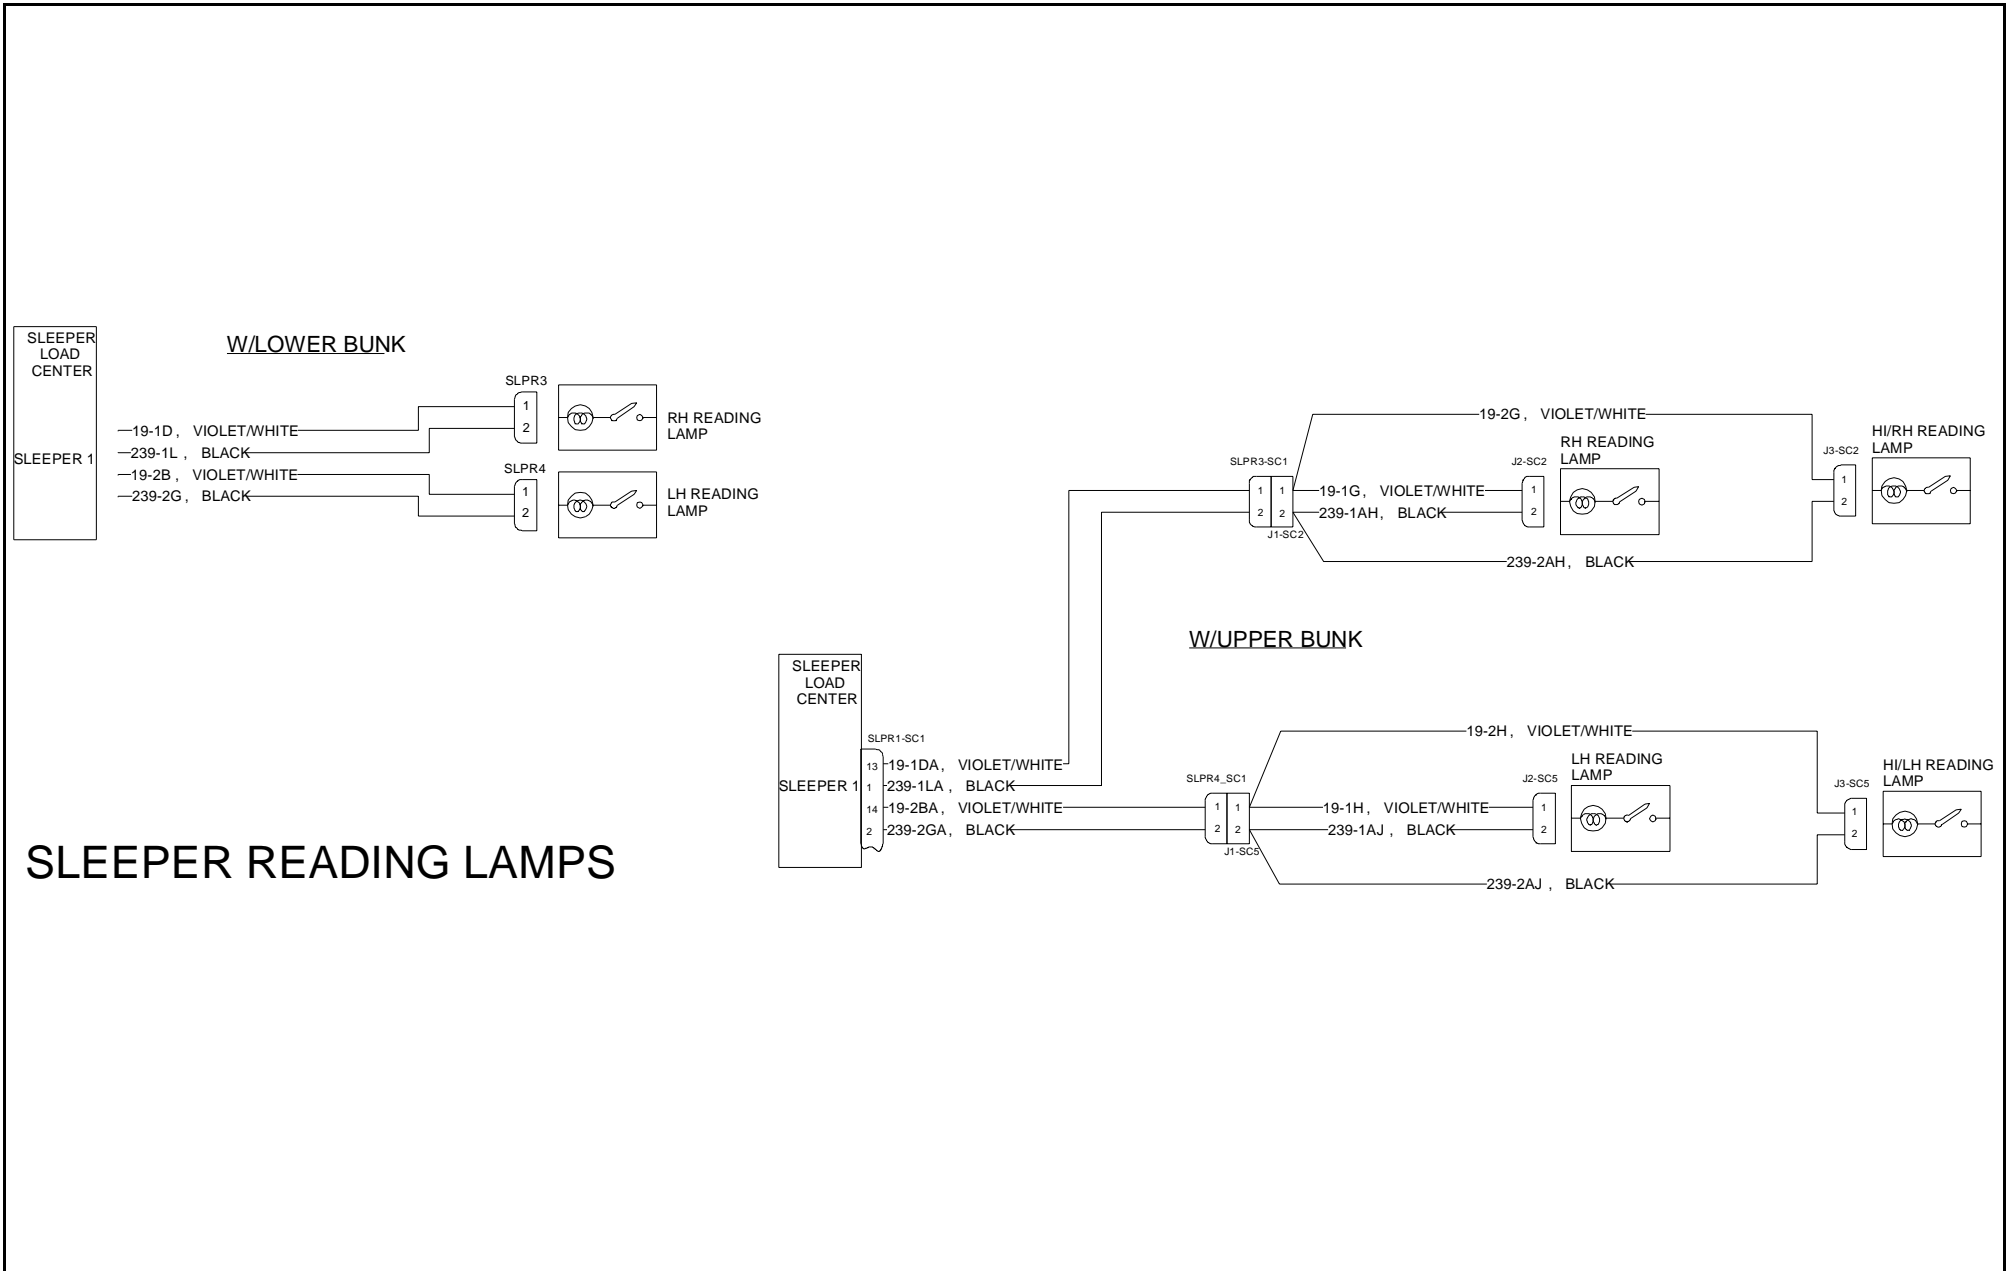 SLEEPER
LOAD
CENTER
SLEEPER 1
W/LOWER BUNK
19-1D, VIOLET/WHITE
239-1L, BLACK
19-2B, VIOLET/WHITE
239-2G, BLACK
SLPR3
1
2
RH READING
LAMP
SLPR4
1
2
LH READING
LAMP
SLEEPER READING LAMPS
W/UPPER BUNK
SLEEPER
LOAD
CENTER
SLEEPER 1
SLPR1-SC1
13
1
14
2
19-1DA, VIOLET/WHITE
239-1LA, BLACK
19-2BA, VIOLET/WHITE
239-2GA, BLACK
SLPR3-SC1
1 1
2 2
J1-SC2
19-2G, VIOLET/WHITE
19-1G, VIOLET/WHITE
239-1AH, BLACK
239-2AH, BLACK
J2-SC2
1
2
RH READING
LAMP
J3-SC2
1
2
HI/RH READING
LAMP
SLPR4_SC1
1 1
2 2
J1-SC5
19-2H, VIOLET/WHITE
19-1H, VIOLET/WHITE
239-1AJ, BLACK
239-2AJ, BLACK
J2-SC5
1
2
LH READING
LAMP
J3-SC5
1
2
HI/LH READING
LAMP